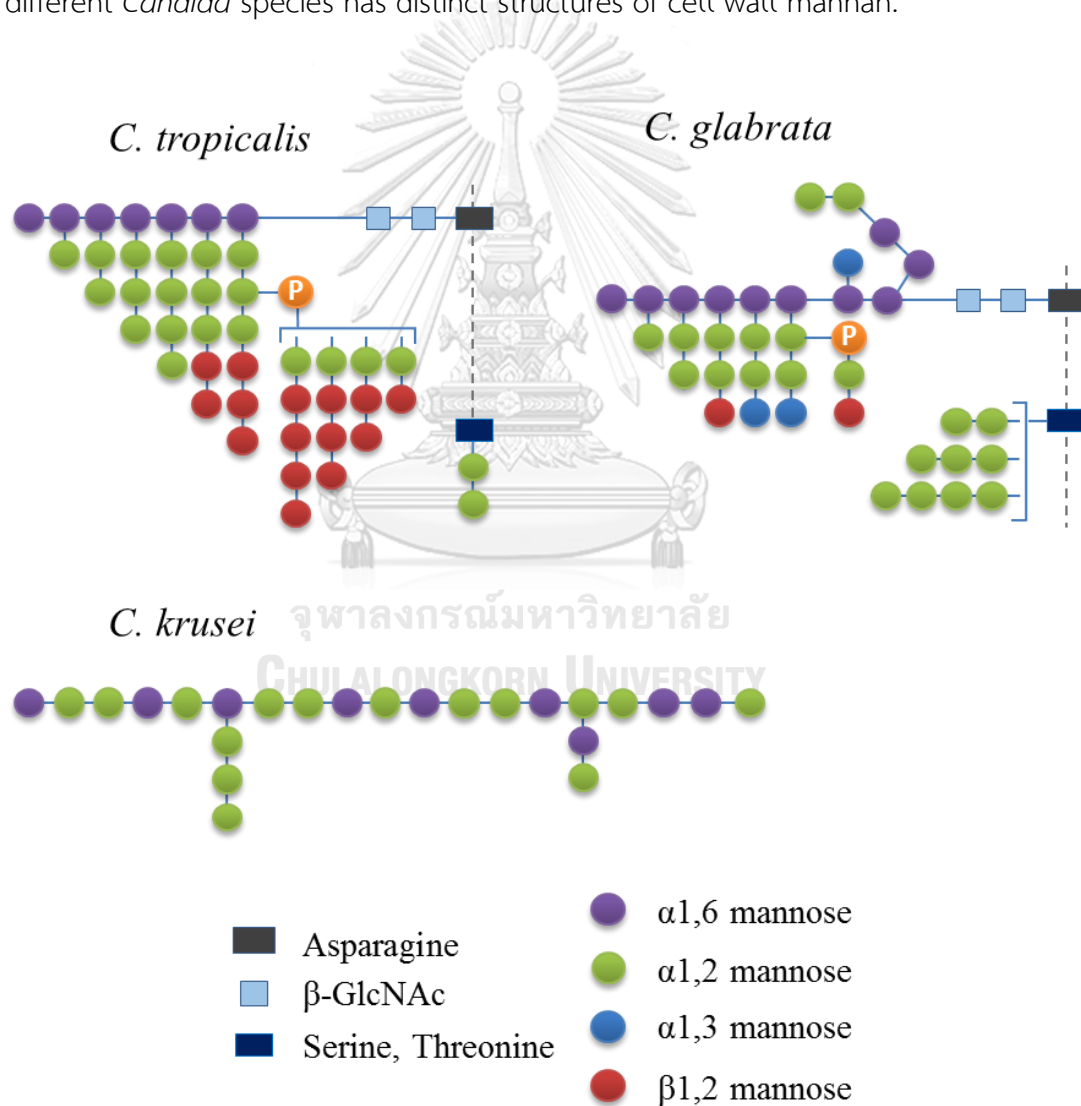 different Candida species has distinct structures of cell wall mannan.
C. tropicalis
C. glabrata
P
P
จุฬาลงกรณ์มหาวิทยาลัย
C. krusei
CHULALONGKORN UNIVERSITY
Asparagine
β-GlcNAc
Serine, Threonine
α1,6 mannose
α1,2 mannose
α1,3 mannose
β1,2 mannose